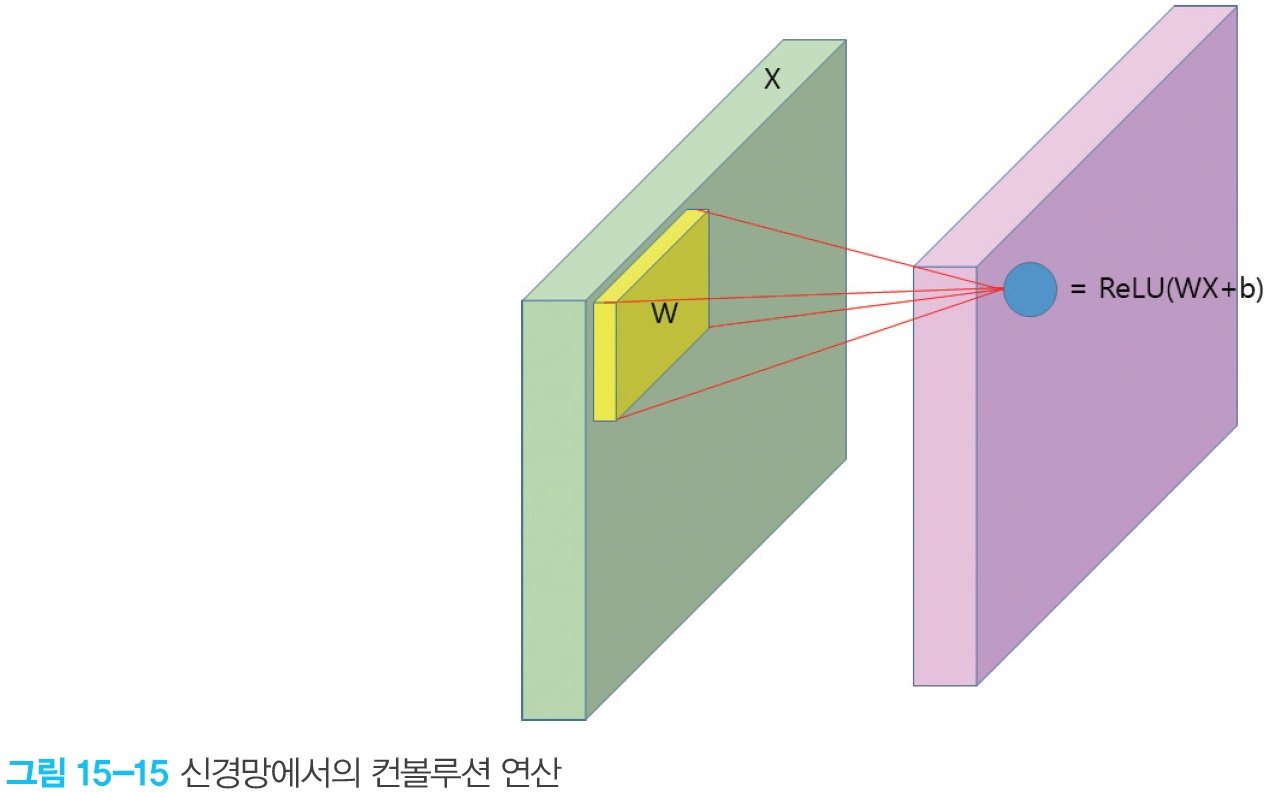 X
W
= ReLU(WX+b)
그림 15-15 신경망에서의 컨볼루션 연산